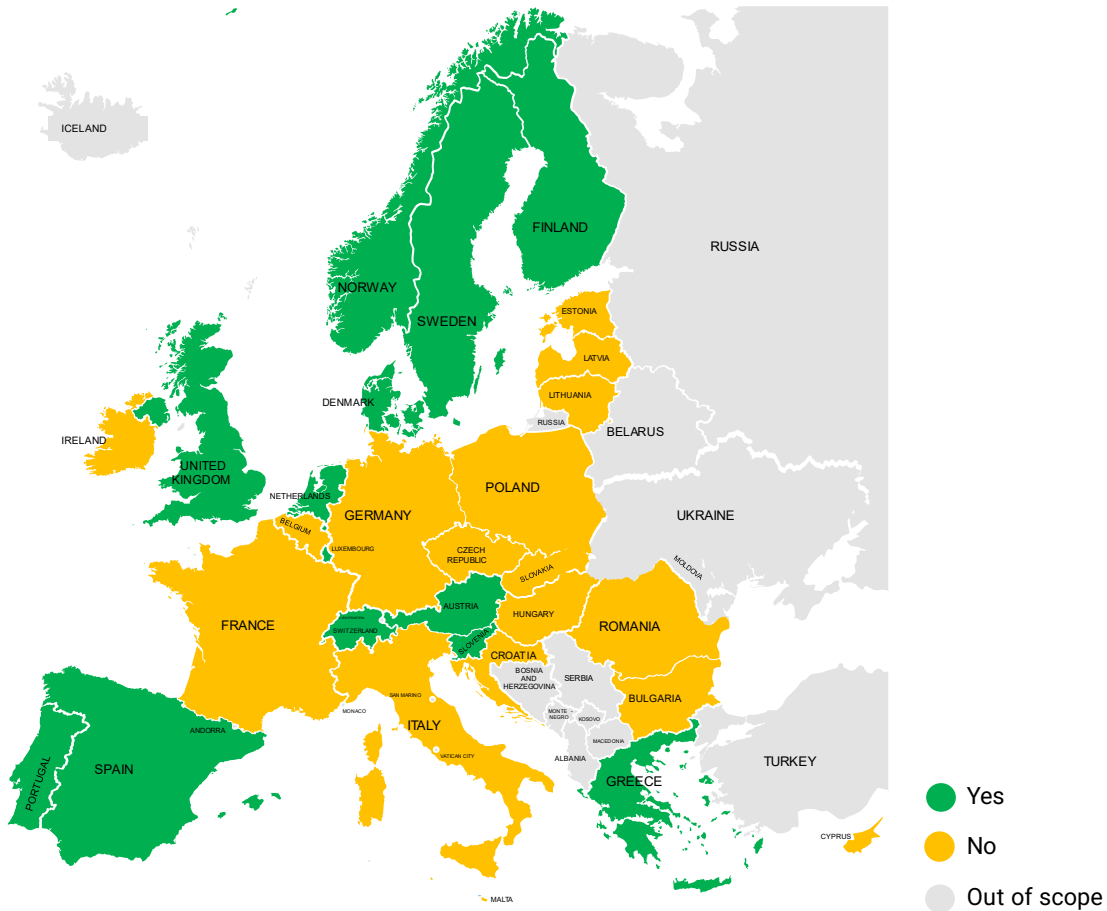 ICELAND
FINLAND
RUSSIA
NORWAY
SWEDEN
ESTONIA
LATVIA
LITHUANIA
DENMARK
RUSSIA
BELARUS
IRELAND
UNITED
KINGDOM
NETHERLANDS
GERMANY
POLAND
UKRAINE
BELGIUM
LUXEMBOURG
CZECH
REPUBLIC
SLOVAKIA
MOLDOVA
AUSTRIA
HUNGARY
FRANCE
SWITZERLAND
SLOVENIA
ROMANIA
CROATIA
BOSNIA
AND
HERZEGOVINA
SERBIA
SAN MARINO
BULGARIA
MONACO
MONTE -
NEGRO
KOSOVO
ITALY
ANDORRA
MACEDONIA
VATICAN CITY
ALBANIA
TURKEY
SPAIN
PORTUGAL
GREECE
CYPRUS
MALTA
Yes
No
Out of scope